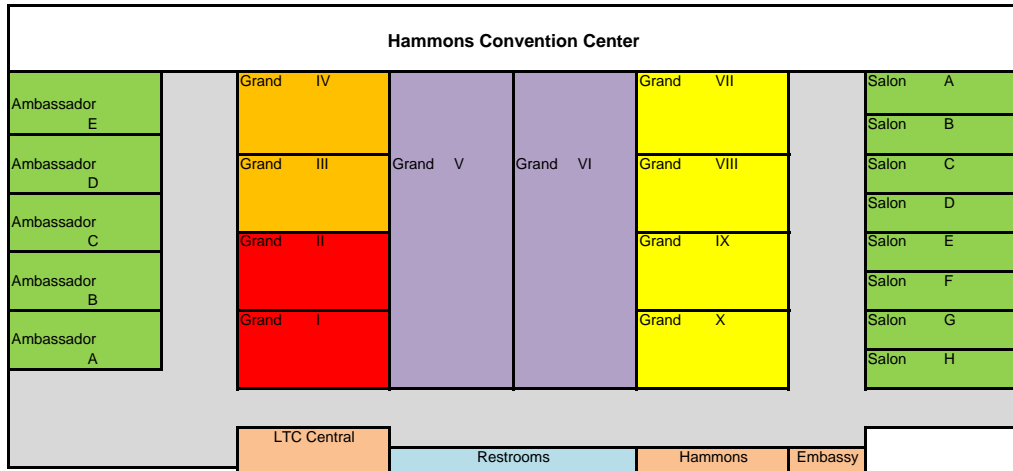 Hammons Convention Center
Ambassador
E
Ambassador
D
Ambassador
C
Ambassador
B
Ambassador
A
Grand IV
Grand III
Grand II
Grand I
Grand V
Grand VI
Grand VII
Grand VIII
Grand IX
Grand X
Salon A
Salon B
Salon C
Salon D
Salon E
Salon F
Salon G
Salon H
LTC Central
Restrooms
Hammons
Embassy